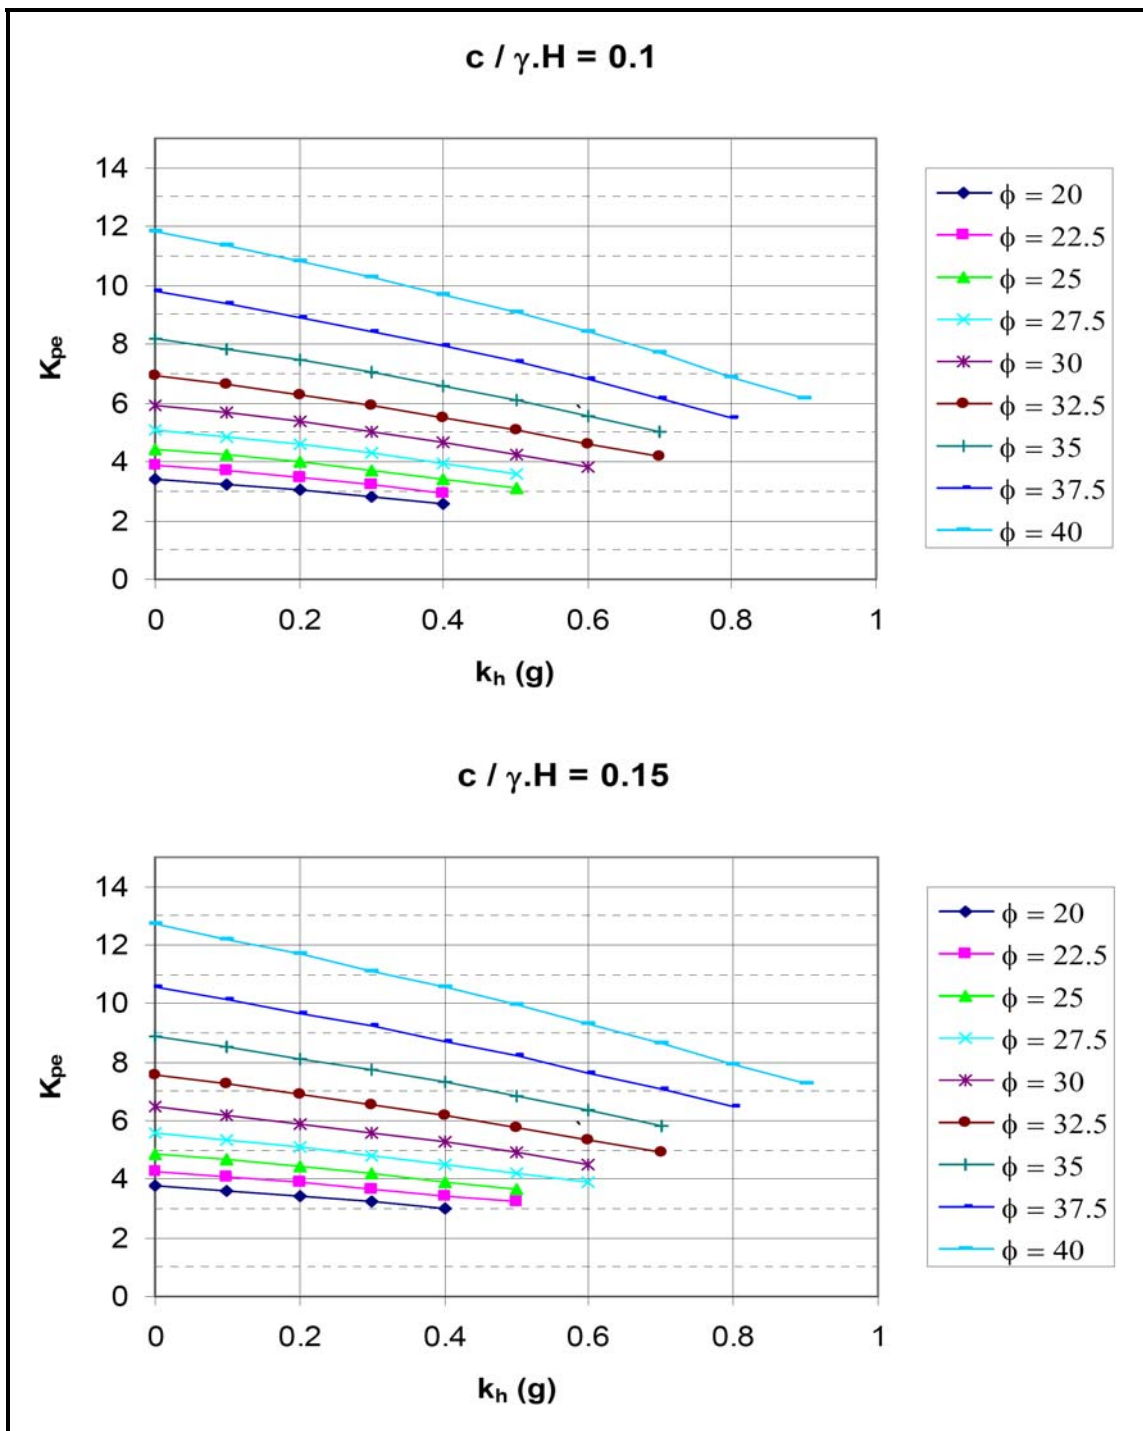 c / γ.H = 0.1
14
12
10
8
6
4
2
0
Kpe
0 0.2 0.4 0.6 0.8 1
kh (g)
ϕ = 20
ϕ = 22.5
ϕ = 25
ϕ = 27.5
ϕ = 30
ϕ = 32.5
ϕ = 35
ϕ = 37.5
ϕ = 40
c / γ.H = 0.15
14
12
10
8
6
4
2
0
Kpe
0 0.2 0.4 0.6 0.8 1
kh (g)
ϕ = 20
ϕ = 22.5
ϕ = 25
ϕ = 27.5
ϕ = 30
ϕ = 32.5
ϕ = 35
ϕ = 37.5
ϕ = 40